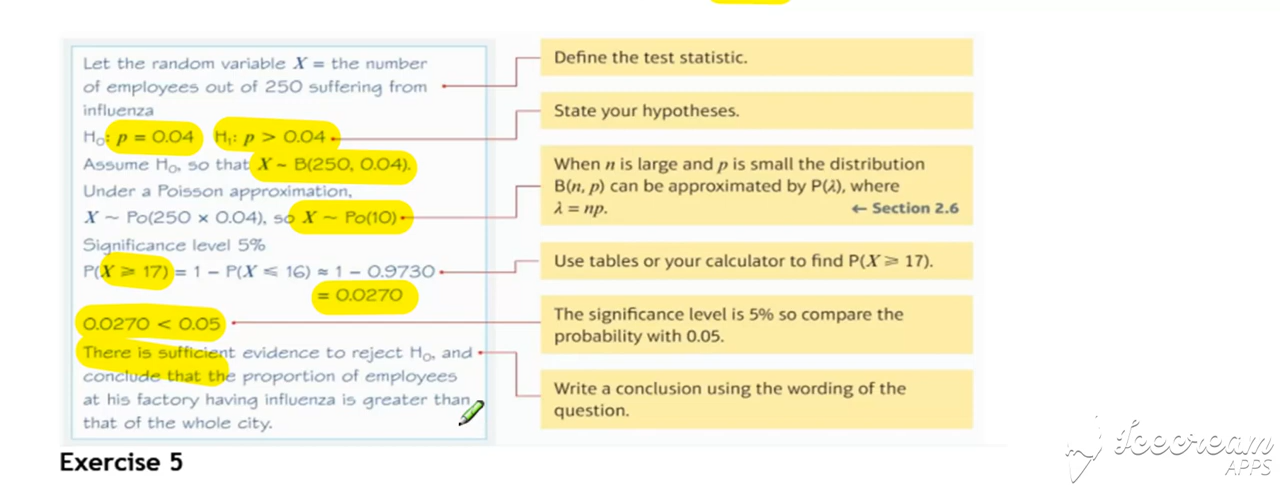 Let the random variable X = the number
of employees out of 250 suffering from
influenza
H₀: p = 0.04 H₁: p > 0.04
Assume H₀, so that X ~ B(250, 0.04).
Under a Poisson approximation,
X ~ Po(250 × 0.04), so X ~ Po(10)
Significance level 5%
P(X ⩾ 17) = 1 − P(X ⩽ 16) ≈ 1 − 0.9730
= 0.0270
0.0270 < 0.05
There is sufficient evidence to reject H₀, and
conclude that the proportion of employees
at his factory having influenza is greater than
that of the whole city.
Define the test statistic.
State your hypotheses.
When n is large and p is small the distribution
B(n, p) can be approximated by P(λ), where
λ = np. ← Section 2.6
Use tables or your calculator to find P(X ⩾ 17).
The significance level is 5% so compare the
probability with 0.05.
Write a conclusion using the wording of the
question.
Exercise 5
Icecream
APPS